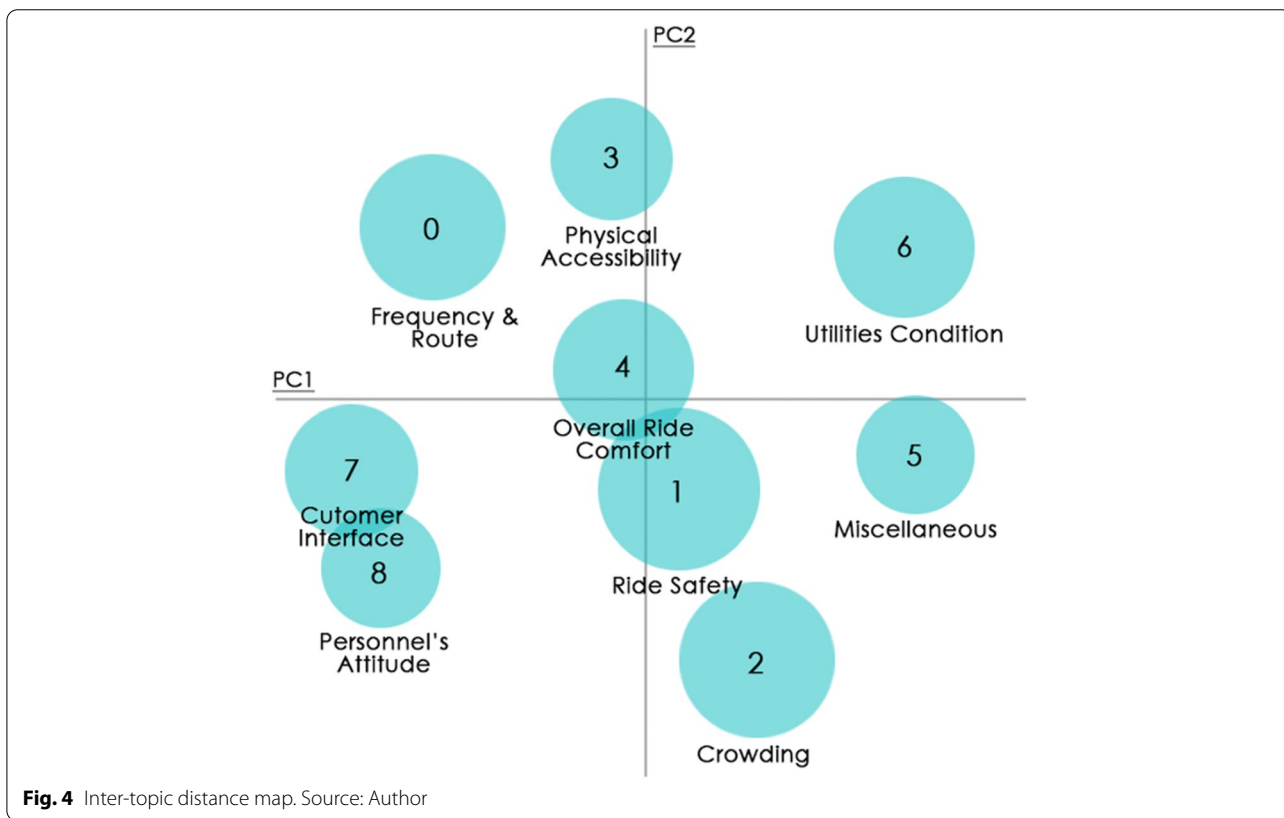 PC2
3
Physical
Accessibility
0
Frequency &
Route
6
Utilities Condition
4
Overall Ride
Comfort
PC1
7
Cutomer
Interface
8
Personnel's
Attitude
1
Ride Safety
5
Miscellaneous
2
Crowding
Fig. 4 Inter-topic distance map. Source: Author